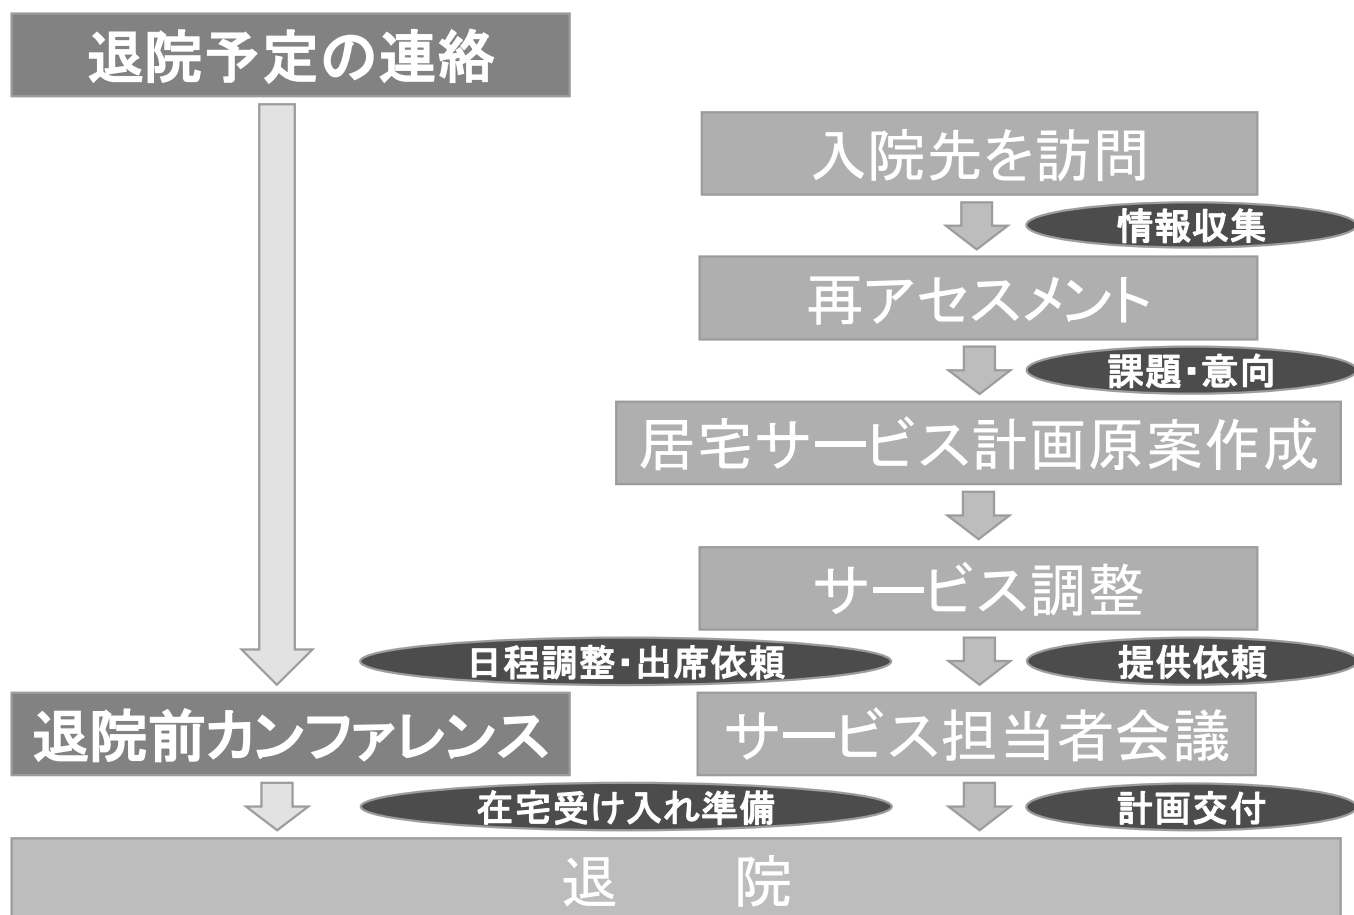 退院予定の連絡
入院先を訪問
情報収集
再アセスメント
課題・意向
居宅サービス計画原案作成
サービス調整
日程調整・出席依頼
提供依頼
退院前カンファレンス
サービス担当者会議
在宅受け入れ準備
計画交付
退　院